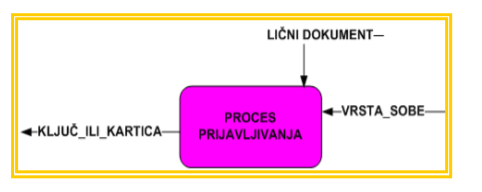 LIČNI DOKUMENT
VRSTA_SOBE
PROCES
PRIJAVLJIVANJA
KLJUČ_ILI_KARTICA